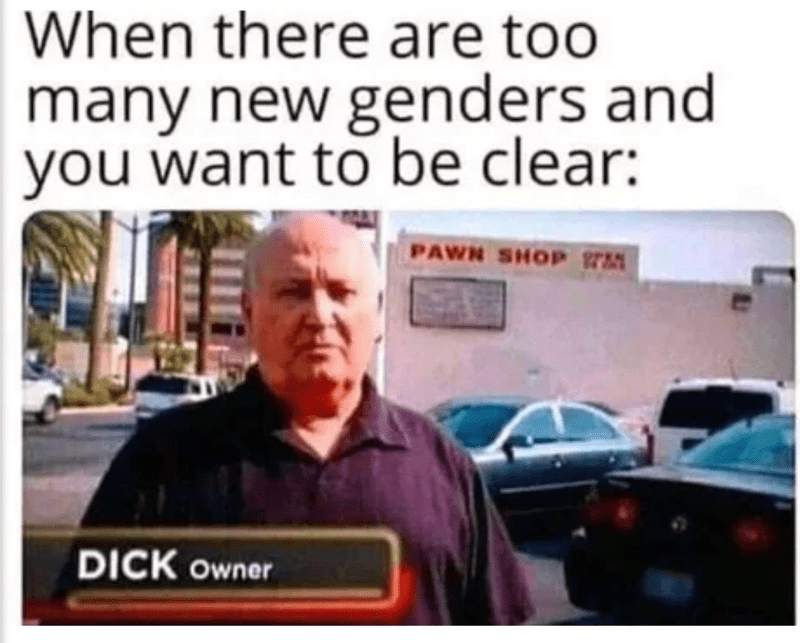 When there are too
many new genders and
you want to be clear:
PAWN SHOP
DICK Owner